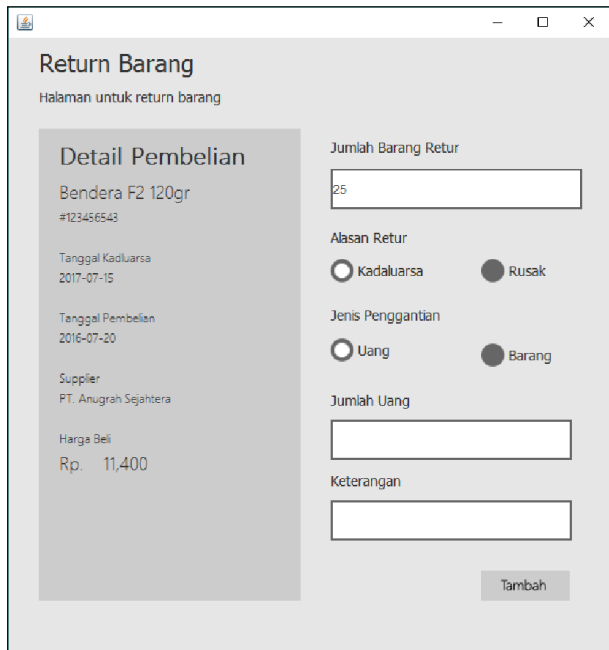 Return Barang
Halaman untuk return barang
Detail Pembelian
Bendera F2 120gr
#123456543
Tanggal Kadluarsa
2017-07-15
Tanggal Pembelian
2016-07-20
Supplier
PT. Anugrah Sejahtera
Harga Beli
Rp. 11,400
Jumlah Barang Retur
25
Alasan Retur
Kadaluarsa Rusak
Jenis Penggantian
Uang Barang
Jumlah Uang
Keterangan
Tambah